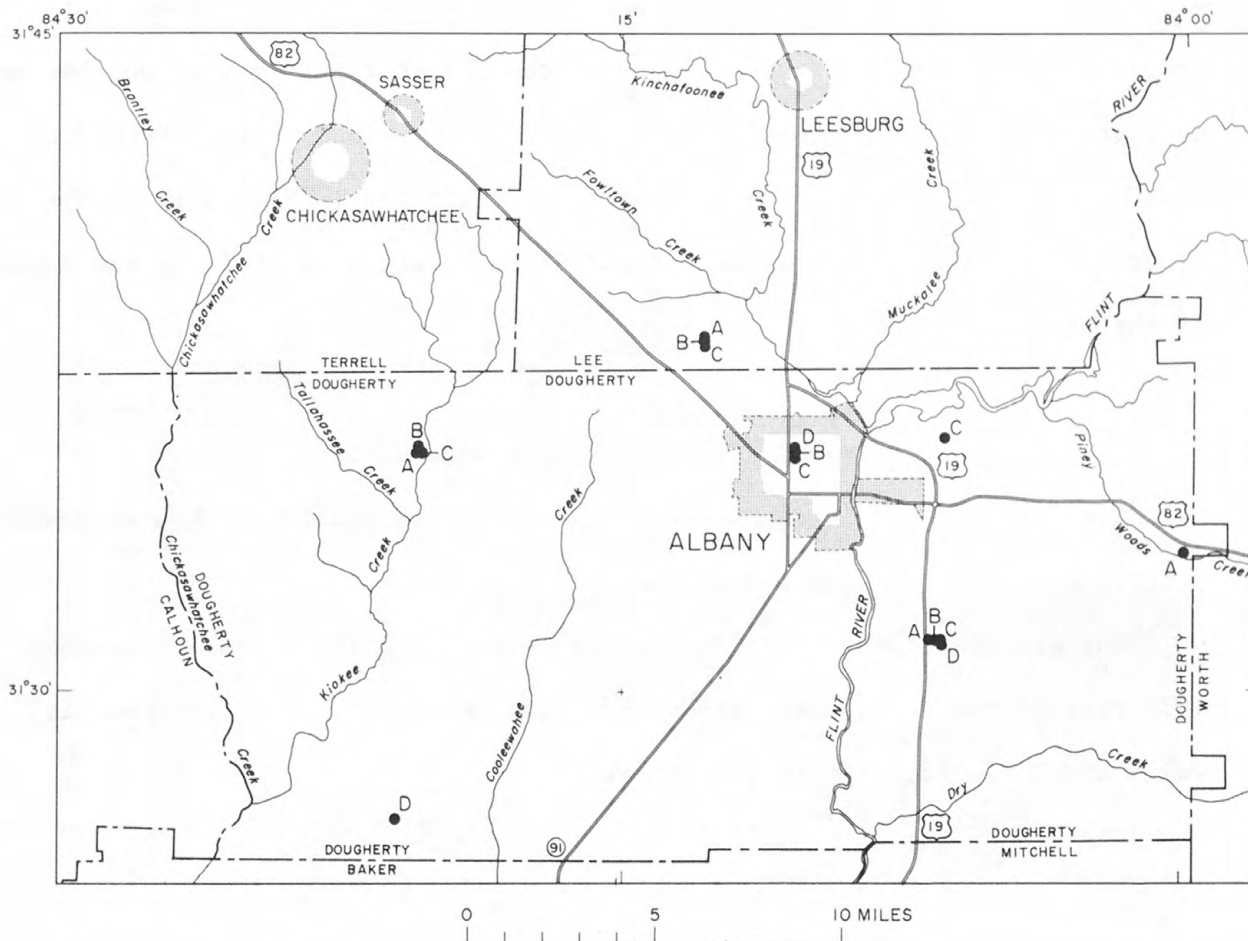 84°30'
15'
84°00'
31°45'
82
SASSER
Brantley
Creek
CHICKASAWHATCHEE
Chickasawhatchee Creek
Kinchafoonee
Creek
LEESBURG
19
Creek
Muckalee
Fowltown
Creek
RIVER
FLINT
A
B
C
TERRELL
DOUGHERTY
LEE
DOUGHERTY
Tallahassee
Creek
B
A
C
Creek
Kiokee
D
B
C
C
19
Piney
Woods
Creek
82
A
ALBANY
Chickasawhatchee
Creek
DOUGHERTY
CALHOUN
Creek
Cooleewahee
RIVER
FLINT
A
B
C
D
DOUGHERTY
WORTH
31°30'
Dry
Creek
D
91
19
DOUGHERTY
BAKER
DOUGHERTY
MITCHELL
0 5 10 MILES